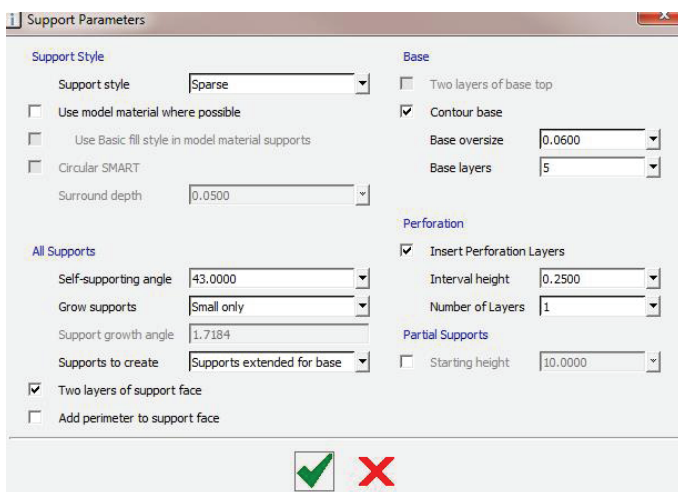 Support Parameters
Support Style
Support style Sparse
Use model material where possible
Use Basic fill style in model material supports
Circular SMART
Surround depth 0.0500
All Supports
Self-supporting angle 43.0000
Grow supports Small only
Support growth angle 1.7184
Supports to create Supports extended for base
Two layers of support face
Add perimeter to support face
Base
Two layers of base top
Contour base
Base oversize 0.0600
Base layers 5
Perforation
Insert Perforation Layers
Interval height 0.2500
Number of Layers 1
Partial Supports
Starting height 10.0000